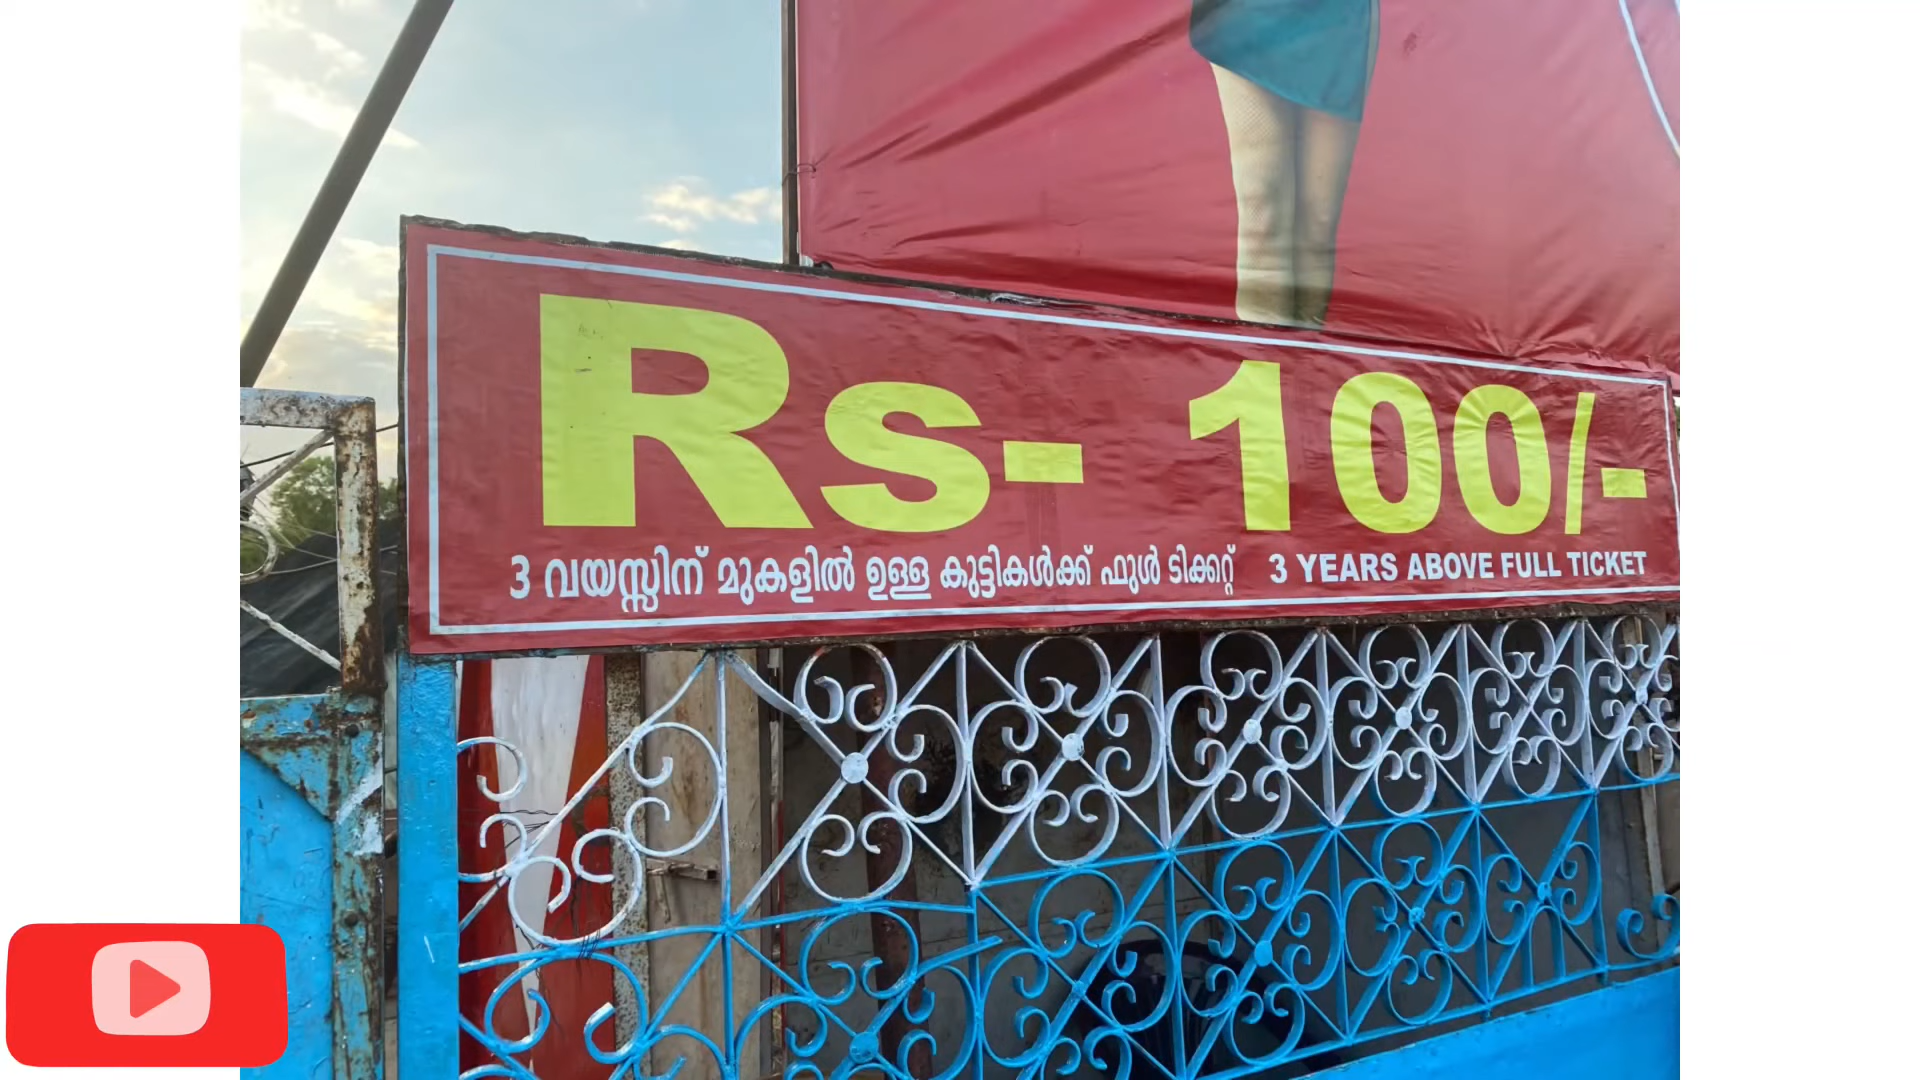 Rs- 100/-
3 വയസ്സിന് മുകളിൽ ഉള്ള കുട്ടികൾക്ക് ഫുൾ ടിക്കറ്റ് 3 YEARS ABOVE FULL TICKET